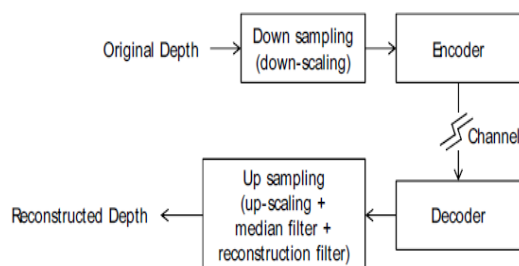 Original Depth
Down sampling
(down-scaling)
Encoder
Channel
Decoder
Up sampling
(up-scaling +
median filter +
reconstruction filter)
Reconstructed Depth